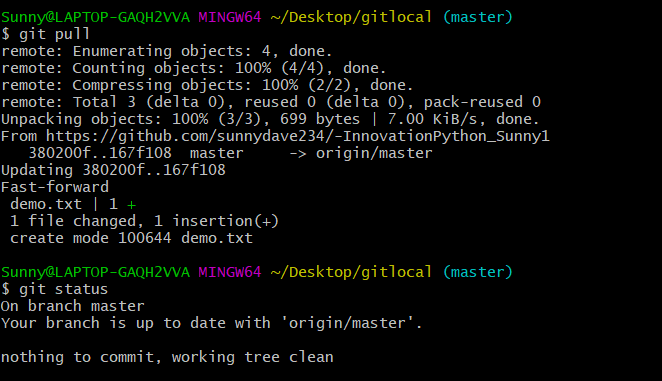 Sunny@LAPTOP-GAQH2VVA MINGW64 ~/Desktop/gitlocal (master)
$ git pull
remote: Enumerating objects: 4, done.
remote: Counting objects: 100% (4/4), done.
remote: Compressing objects: 100% (2/2), done.
remote: Total 3 (delta 0), reused 0 (delta 0), pack-reused 0
Unpacking objects: 100% (3/3), 699 bytes | 7.00 KiB/s, done.
From https://github.com/sunnydave234/-InnovationPython_Sunny1
   380200f..167f108  master     -> origin/master
Updating 380200f..167f108
Fast-forward
 demo.txt | 1 +
 1 file changed, 1 insertion(+)
 create mode 100644 demo.txt

Sunny@LAPTOP-GAQH2VVA MINGW64 ~/Desktop/gitlocal (master)
$ git status
On branch master
Your branch is up to date with 'origin/master'.

nothing to commit, working tree clean